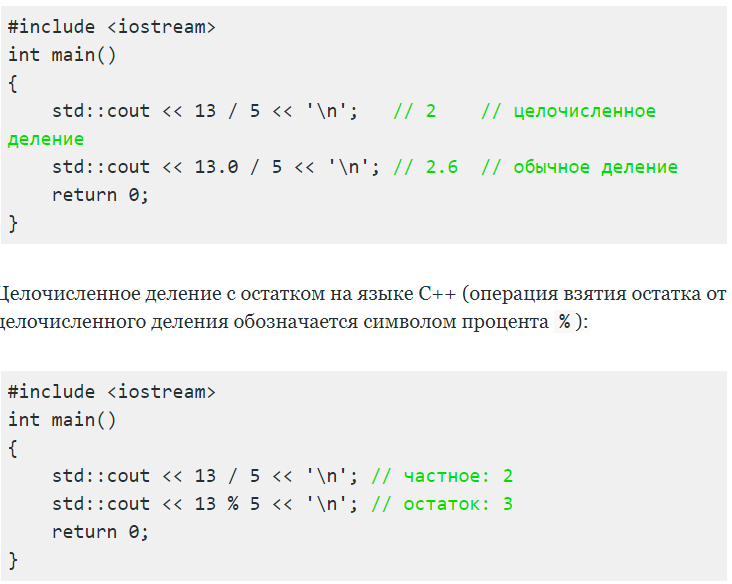 #include <iostream>
int main()
{
    std::cout << 13 / 5 << '\n';   // 2    // целочисленное
деление
    std::cout << 13.0 / 5 << '\n'; // 2.6  // обычное деление
    return 0;
}
Целочисленное деление с остатком на языке C++ (операция взятия остатка от
целочисленного деления обозначается символом процента %):
#include <iostream>
int main()
{
    std::cout << 13 / 5 << '\n'; // частное: 2
    std::cout << 13 % 5 << '\n'; // остаток: 3
    return 0;
}